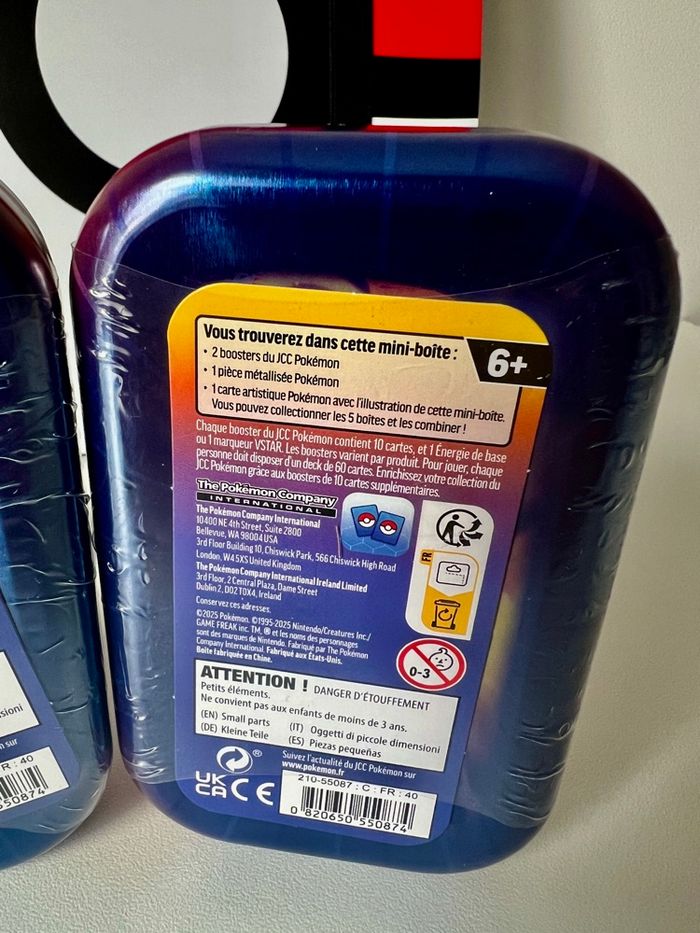 Vous trouverez dans cette mini-boîte :
6+
• 2 boosters du JCC Pokémon
• 1 pièce métallisée Pokémon
• 1 carte artistique Pokémon avec l'illustration de cette mini-boîte.
Vous pouvez collectionner les 5 boîtes et les combiner !
Chaque booster du JCC Pokémon contient 10 cartes, et 1 Énergie de base
ou 1 marqueur VSTAR. Les boosters varient par produit. Pour jouer, chaque
personne doit disposer d'un deck de 60 cartes. Enrichissez votre collection du
JCC Pokémon grâce aux boosters de 10 cartes supplémentaires.
The Pokémon Company
INTERNATIONAL
The Pokémon Company International
10400 NE 4th Street, Suite 2800
Bellevue, WA 98004 USA
3rd Floor Building 10, Chiswick Park, 566 Chiswick High Road
London, W4 5XS United Kingdom
The Pokémon Company International Ireland Limited
3rd Floor, 2 Central Plaza, Dame Street
Dublin 2, D02 T0X4, Ireland
Conservez ces adresses.
©2025 Pokémon. ©1995-2025 Nintendo/Creatures Inc./
GAME FREAK inc. TM, ® et les noms des personnages
sont des marques de Nintendo. Fabriqué par The Pokémon
Company International. Fabriqué aux États-Unis.
Boîte fabriquée en Chine.
FR
0-3
ATTENTION ! DANGER D'ÉTOUFFEMENT
Petits éléments.
Ne convient pas aux enfants de moins de 3 ans.
(EN) Small parts (IT) Oggetti di piccole dimensioni
(DE) Kleine Teile (ES) Piezas pequeñas
Suivez l'actualité du JCC Pokémon sur
www.pokemon.fr
®
UK
CA CE
210-55087 : C : FR : 40
0 820650 550874
sioni
n sur
R : 40
550874